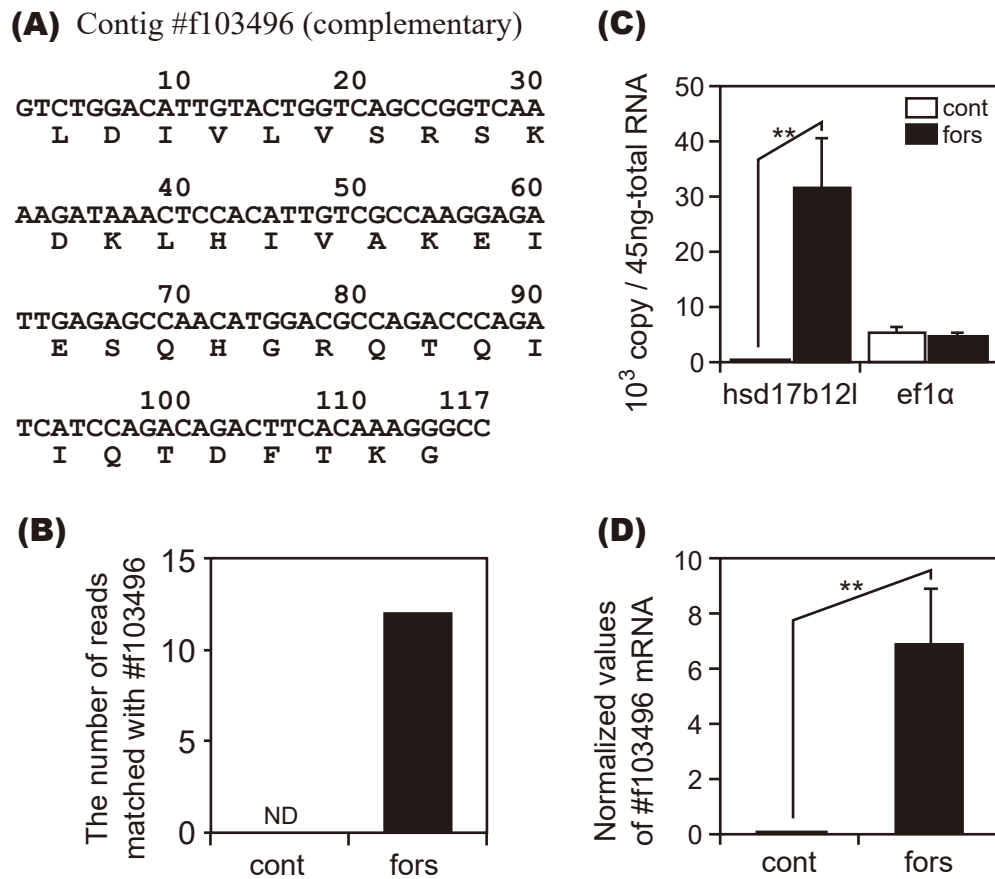 (A) Contig #f103496 (complementary)
10 20 30
GTCTGGACATTGTACTGGTCAGCCGGTCAA
L D I V L V S R S K
40 50 60
AAGATAAACTCCACATTGTCGCCAAGGAGA
D K L H I V A K E I
70 80 90
TTGAGAGCCAACATGGACGCCAGACCCAGA
E S Q H G R Q T Q I
100 110 117
TCATCCAGACAGACTTCACAAAGGGCC
I Q T D F T K G
(B)
The number of reads
matched with #f103496
15
10
5
0
ND
cont fors
(C)
10³ copy / 45ng-total RNA
50
40
30
20
10
0
**
cont
fors
hsd17b12l ef1α
(D)
Normalized values
of #f103496 mRNA
10
8
6
4
2
0
**
cont fors